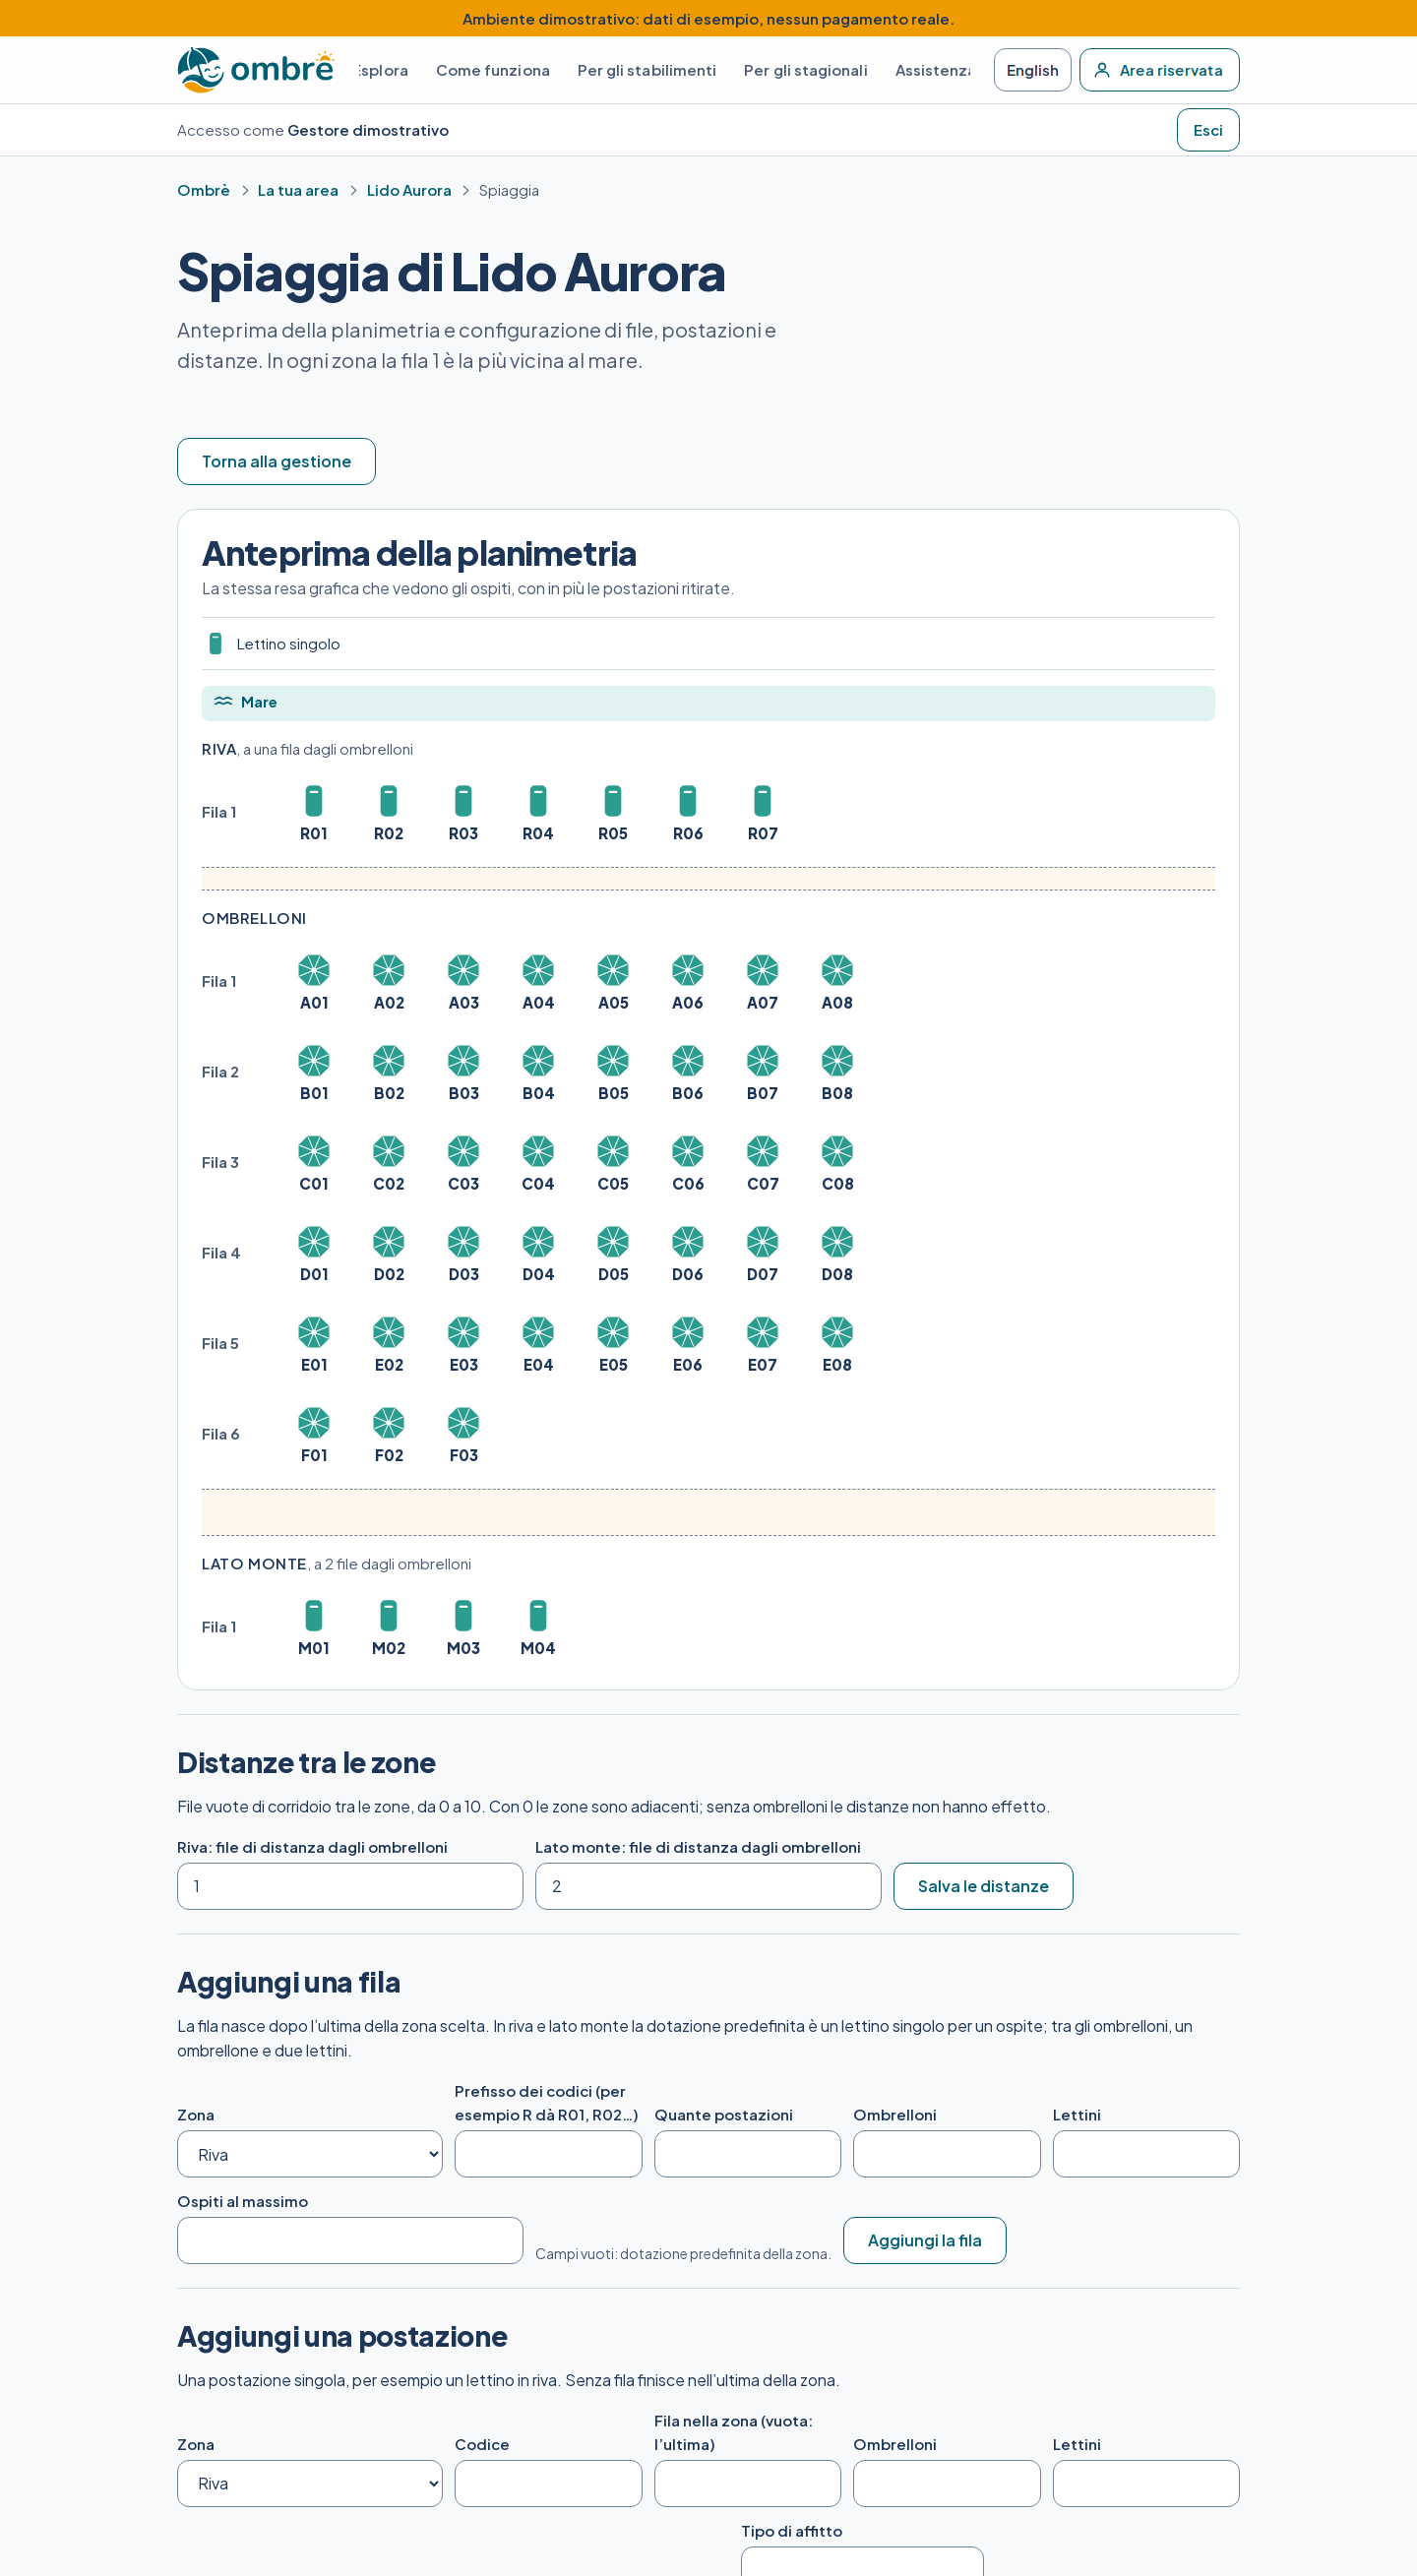 Ambiente dimostrativo: dati di esempio, nessun pagamento reale.
ombrè
Esplora Come funziona Per gli stabilimenti Per gli stagionali Assistenza English Area riservata
Accesso come Gestore dimostrativo Esci
Ombrè La tua area Lido Aurora Spiaggia
Spiaggia di Lido Aurora
Anteprima della planimetria e configurazione di file, postazioni e
distanze. In ogni zona la fila 1 è la più vicina al mare.
Torna alla gestione
Anteprima della planimetria
La stessa resa grafica che vedono gli ospiti, con in più le postazioni ritirate.
Lettino singolo
Mare
RIVA, a una fila dagli ombrelloni
Fila 1
R01 R02 R03 R04 R05 R06 R07
OMBRELLONI
Fila 1
A01 A02 A03 A04 A05 A06 A07 A08
Fila 2
B01 B02 B03 B04 B05 B06 B07 B08
Fila 3
C01 C02 C03 C04 C05 C06 C07 C08
Fila 4
D01 D02 D03 D04 D05 D06 D07 D08
Fila 5
E01 E02 E03 E04 E05 E06 E07 E08
Fila 6
F01 F02 F03
LATO MONTE, a 2 file dagli ombrelloni
Fila 1
M01 M02 M03 M04
Distanze tra le zone
File vuote di corridoio tra le zone, da 0 a 10. Con 0 le zone sono adiacenti; senza ombrelloni le distanze non hanno effetto.
Riva: file di distanza dagli ombrelloni Lato monte: file di distanza dagli ombrelloni
1 2 Salva le distanze
Aggiungi una fila
La fila nasce dopo l’ultima della zona scelta. In riva e lato monte la dotazione predefinita è un lettino singolo per un ospite; tra gli ombrelloni, un
ombrellone e due lettini.
Prefisso dei codici (per
Zona esempio R dà R01, R02…) Quante postazioni Ombrelloni Lettini
Riva
Ospiti al massimo
Campi vuoti: dotazione predefinita della zona. Aggiungi la fila
Aggiungi una postazione
Una postazione singola, per esempio un lettino in riva. Senza fila finisce nell’ultima della zona.
Fila nella zona (vuota:
Zona Codice l’ultima) Ombrelloni Lettini
Riva
Tipo di affitto